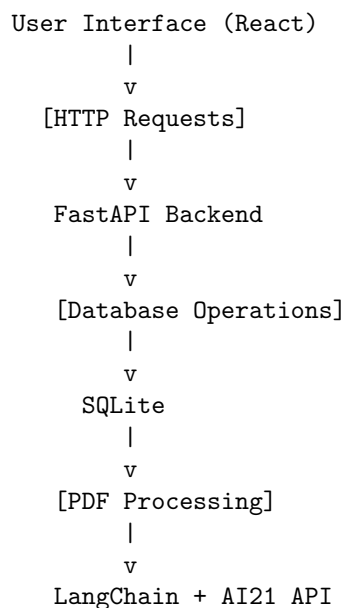 User Interface (React)
|
v
[HTTP Requests]
|
v
FastAPI Backend
|
v
[Database Operations]
|
v
SQLite
|
v
[PDF Processing]
|
v
LangChain + AI21 API